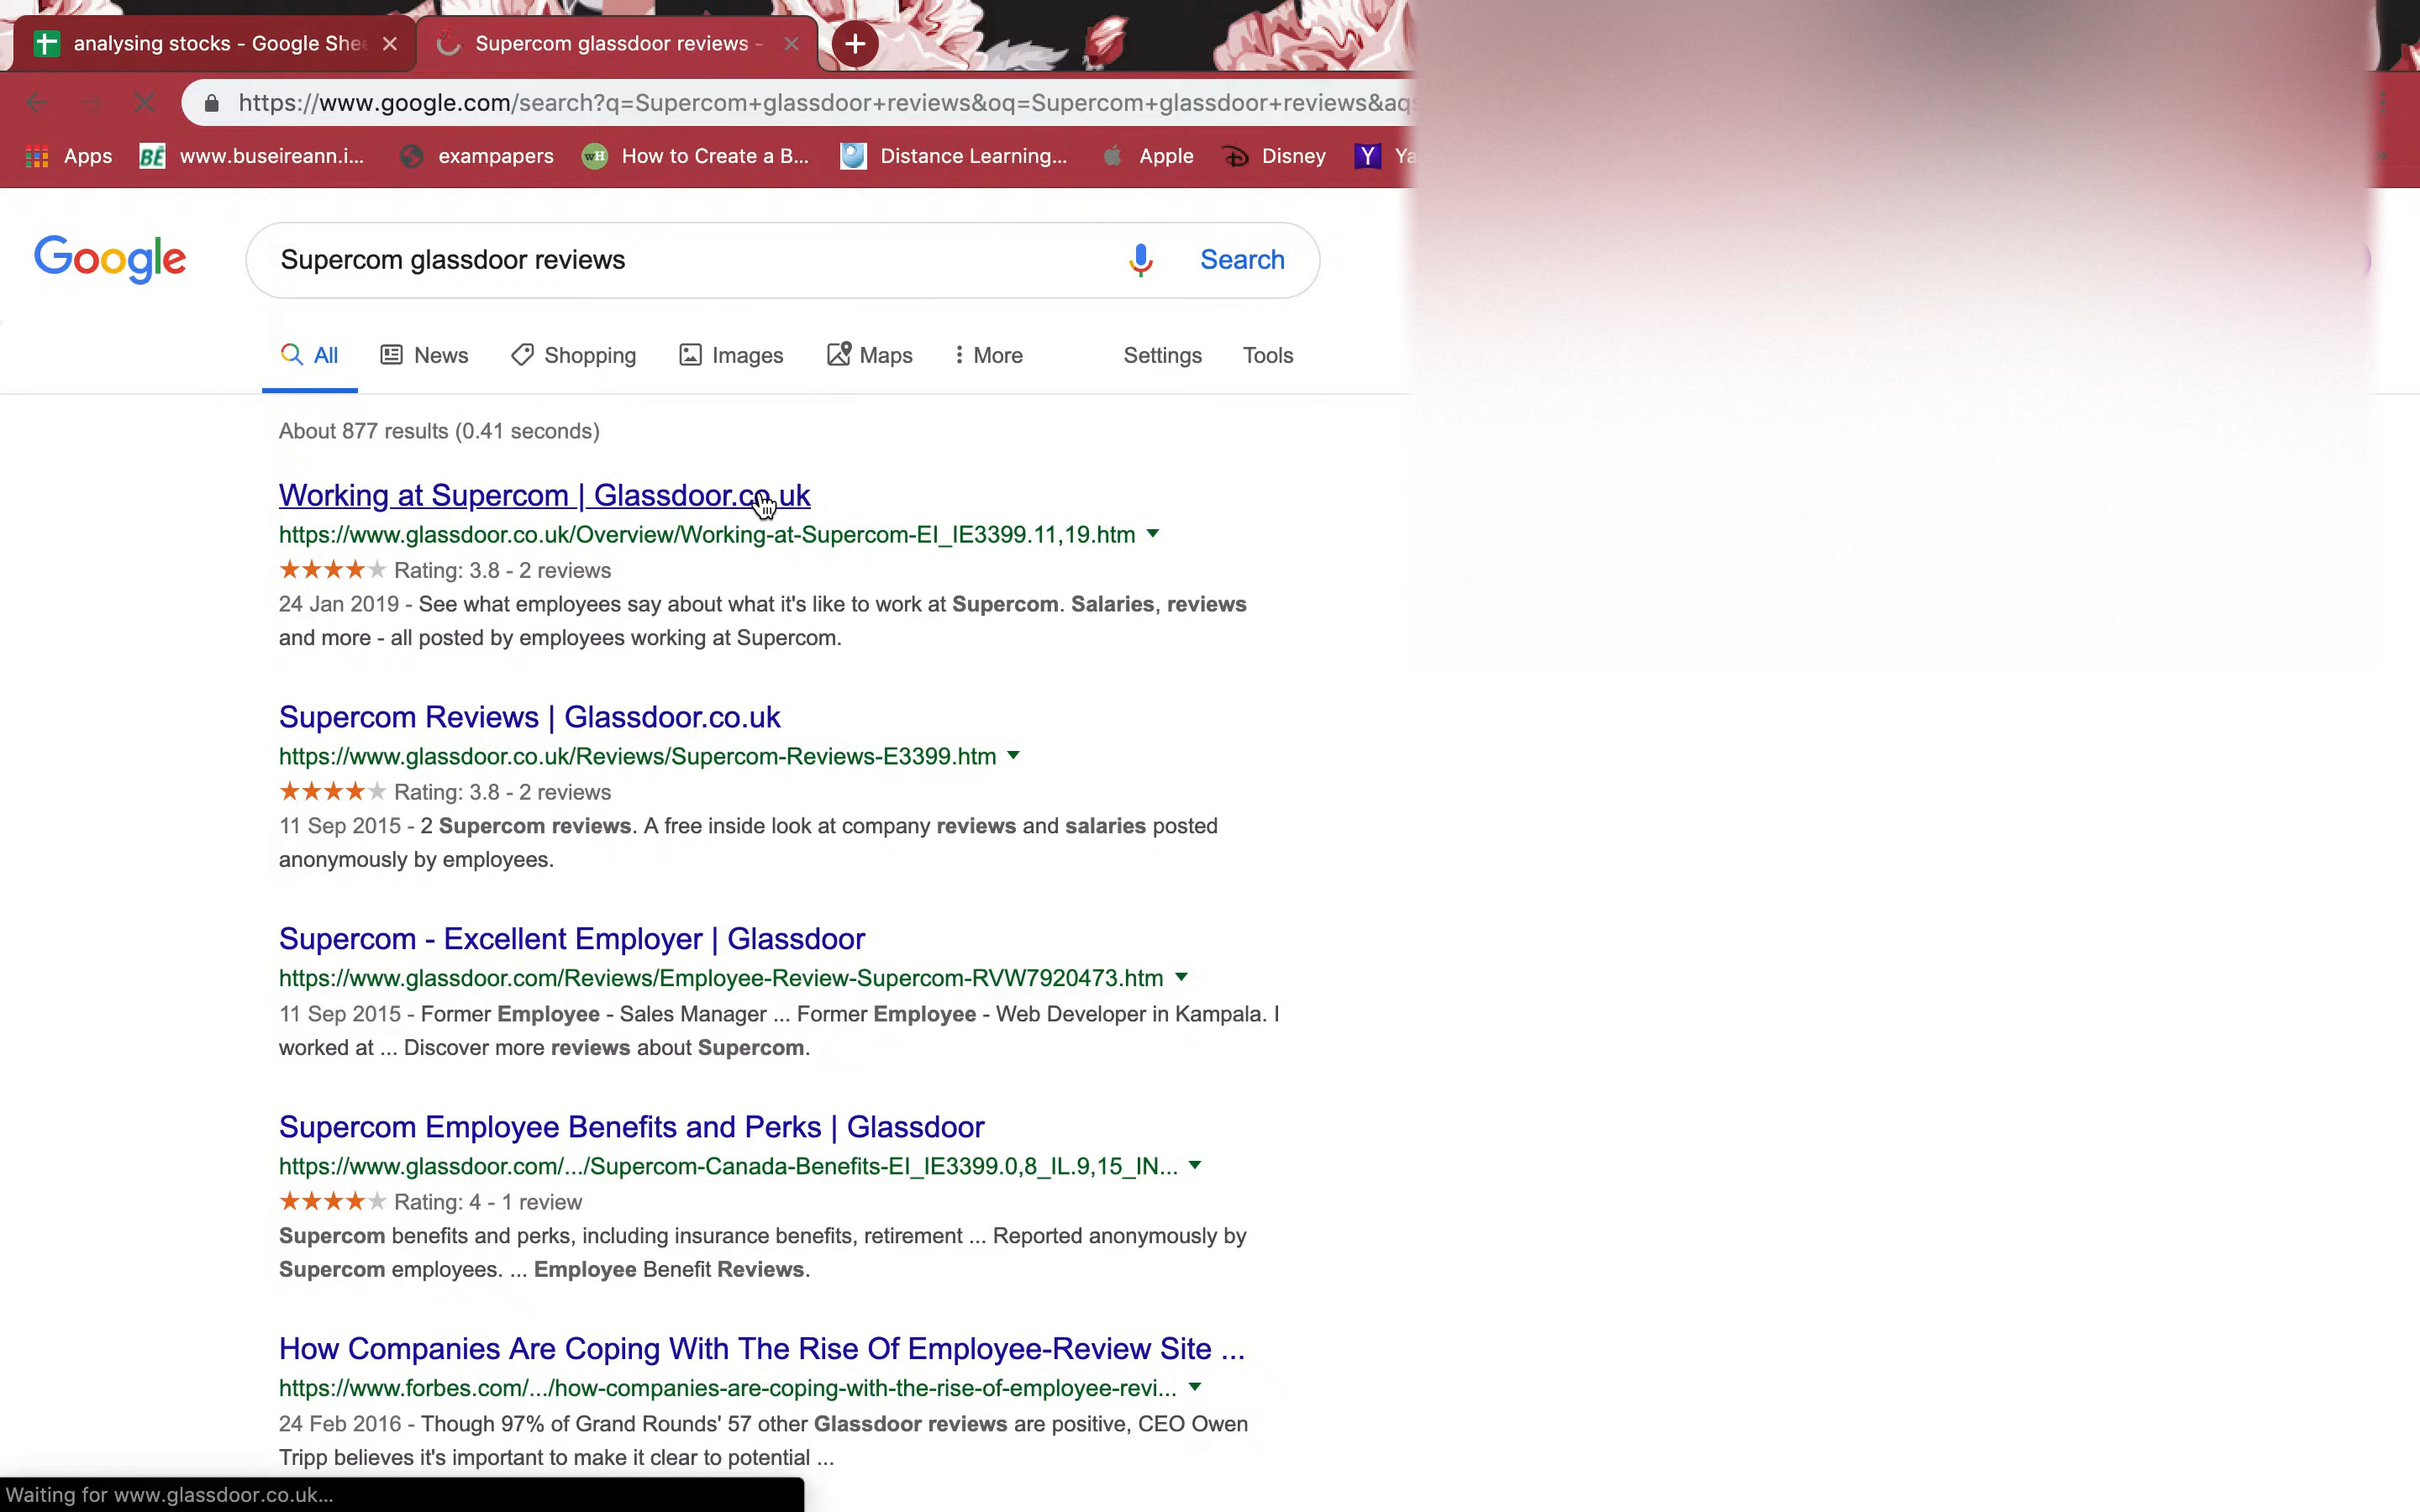 analysing stocks - Google She
Supercom glassdoor reviews -
https://www.google.com/search?q=Supercom+glassdoor+reviews&oq=Supercom+glassdoor+reviews&aqs
Apps
BE www.buseireann.i...
exampapers
wH How to Create a B...
Distance Learning...
Apple
Disney
Y Ya
Google
Supercom glassdoor reviews
Search
All
News
Shopping
Images
Maps
More
Settings
Tools
About 877 results (0.41 seconds)
Working at Supercom | Glassdoor.co.uk
https://www.glassdoor.co.uk/Overview/Working-at-Supercom-EI_IE3399.11,19.htm
Rating: 3.8 - 2 reviews
24 Jan 2019 - See what employees say about what it's like to work at Supercom. Salaries, reviews
and more - all posted by employees working at Supercom.
Supercom Reviews | Glassdoor.co.uk
https://www.glassdoor.co.uk/Reviews/Supercom-Reviews-E3399.htm
Rating: 3.8 - 2 reviews
11 Sep 2015 - 2 Supercom reviews. A free inside look at company reviews and salaries posted
anonymously by employees.
Supercom - Excellent Employer | Glassdoor
https://www.glassdoor.com/Reviews/Employee-Review-Supercom-RVW7920473.htm
11 Sep 2015 - Former Employee - Sales Manager ... Former Employee - Web Developer in Kampala. I
worked at ... Discover more reviews about Supercom.
Supercom Employee Benefits and Perks | Glassdoor
https://www.glassdoor.com/.../Supercom-Canada-Benefits-EI_IE3399.0,8_IL.9,15_IN...
Rating: 4 - 1 review
Supercom benefits and perks, including insurance benefits, retirement ... Reported anonymously by
Supercom employees. ... Employee Benefit Reviews.
How Companies Are Coping With The Rise Of Employee-Review Site ...
https://www.forbes.com/.../how-companies-are-coping-with-the-rise-of-employee-revi...
24 Feb 2016 - Though 97% of Grand Rounds' 57 other Glassdoor reviews are positive, CEO Owen
Tripp believes it's important to make it clear to potential ...
Waiting for www.glassdoor.co.uk...